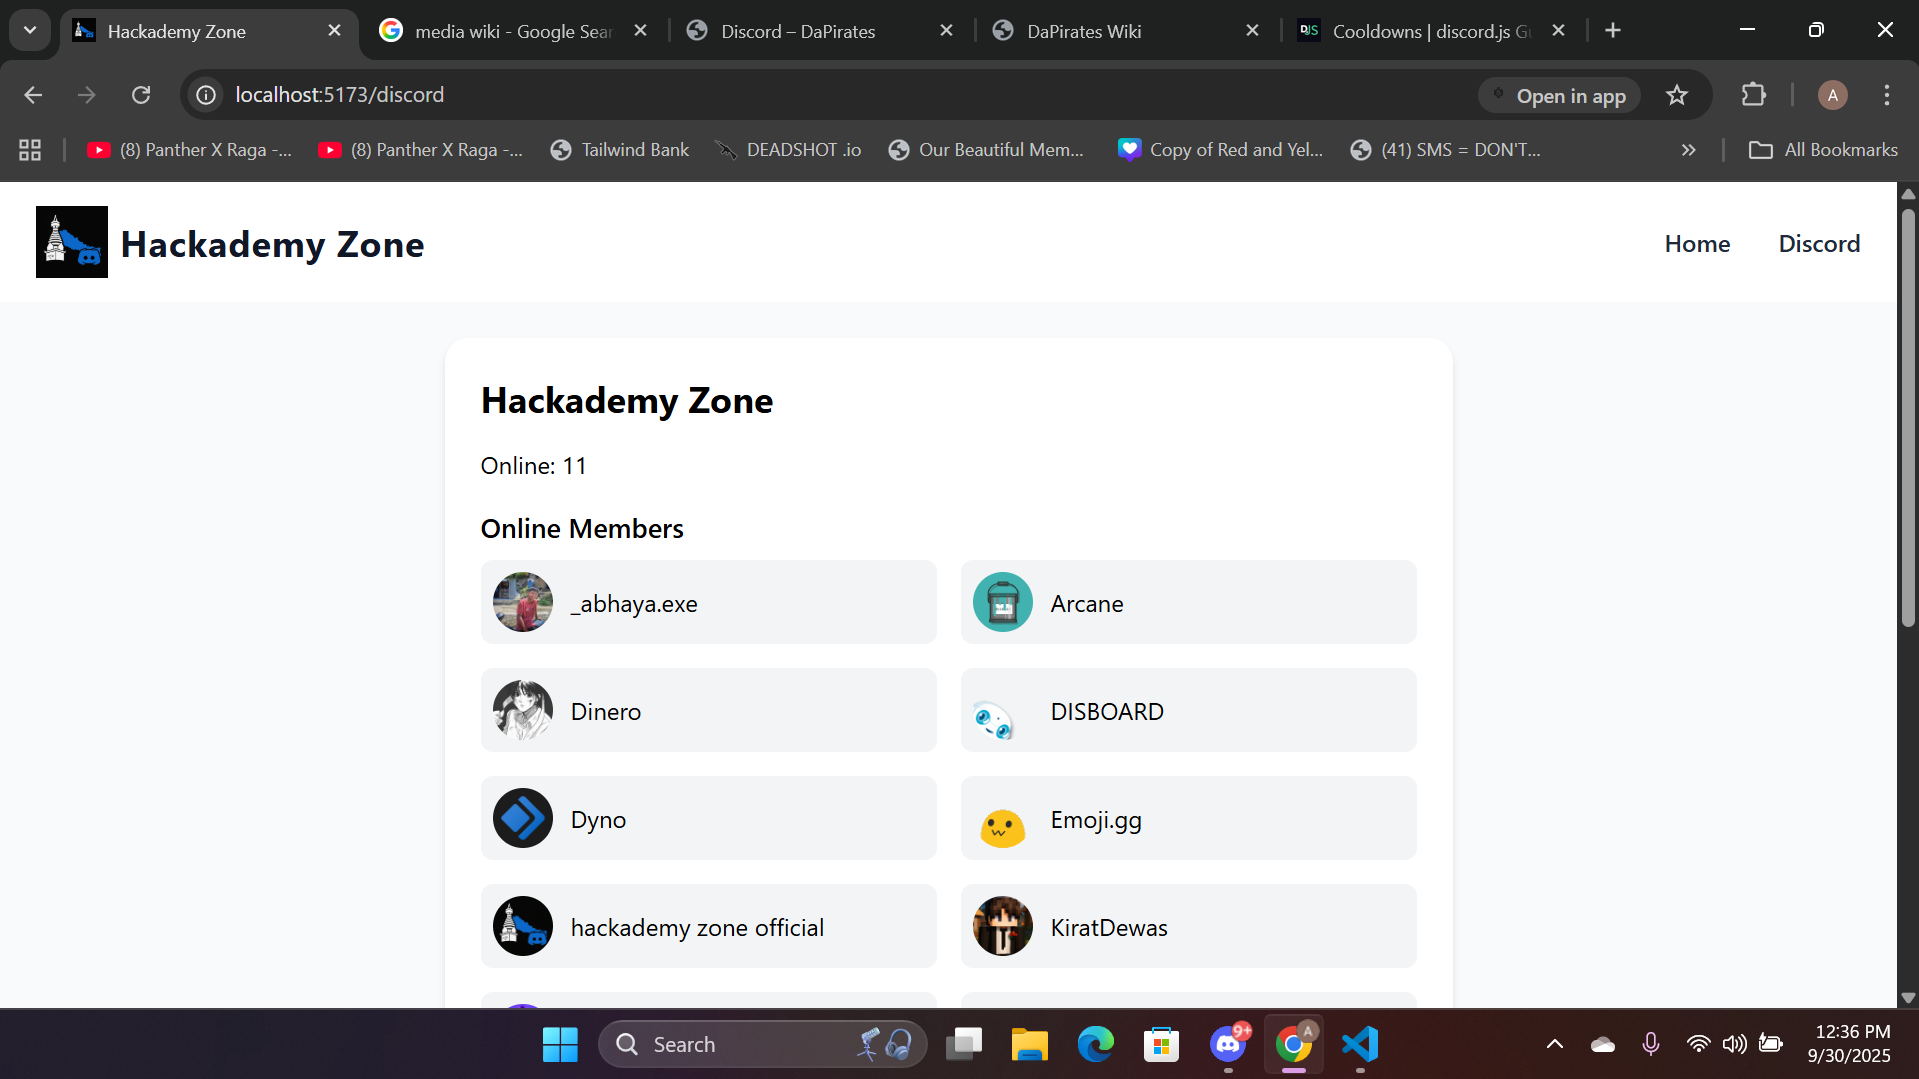 Hackademy Zone
media wiki - Google Sear
Discord – DaPirates
DaPirates Wiki
DJS
Cooldowns | discord.js Gu
localhost:5173/discord
Open in app
A
(8) Panther X Raga -...
(8) Panther X Raga -...
Tailwind Bank
DEADSHOT .io
Our Beautiful Mem...
Copy of Red and Yel...
(41) SMS = DON'T...
All Bookmarks
Hackademy Zone
Home
Discord
Hackademy Zone
Online: 11
Online Members
_abhaya.exe
Arcane
Dinero
DISBOARD
Dyno
Emoji.gg
hackademy zone official
KiratDewas
Search
9+
A
12:36 PM
9/30/2025